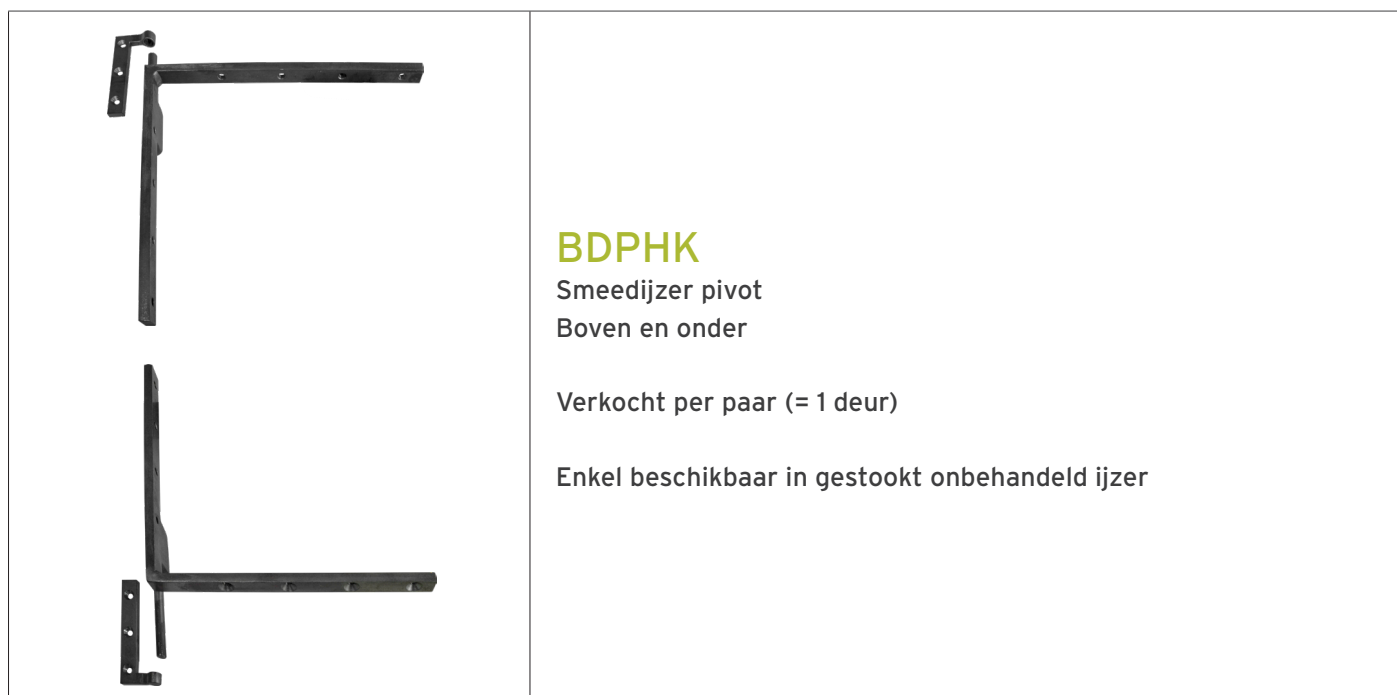 BDPHK
Smeedijzer pivot
Boven en onder
Verkocht per paar (= 1 deur)
Enkel beschikbaar in gestookt onbehandeld ijzer